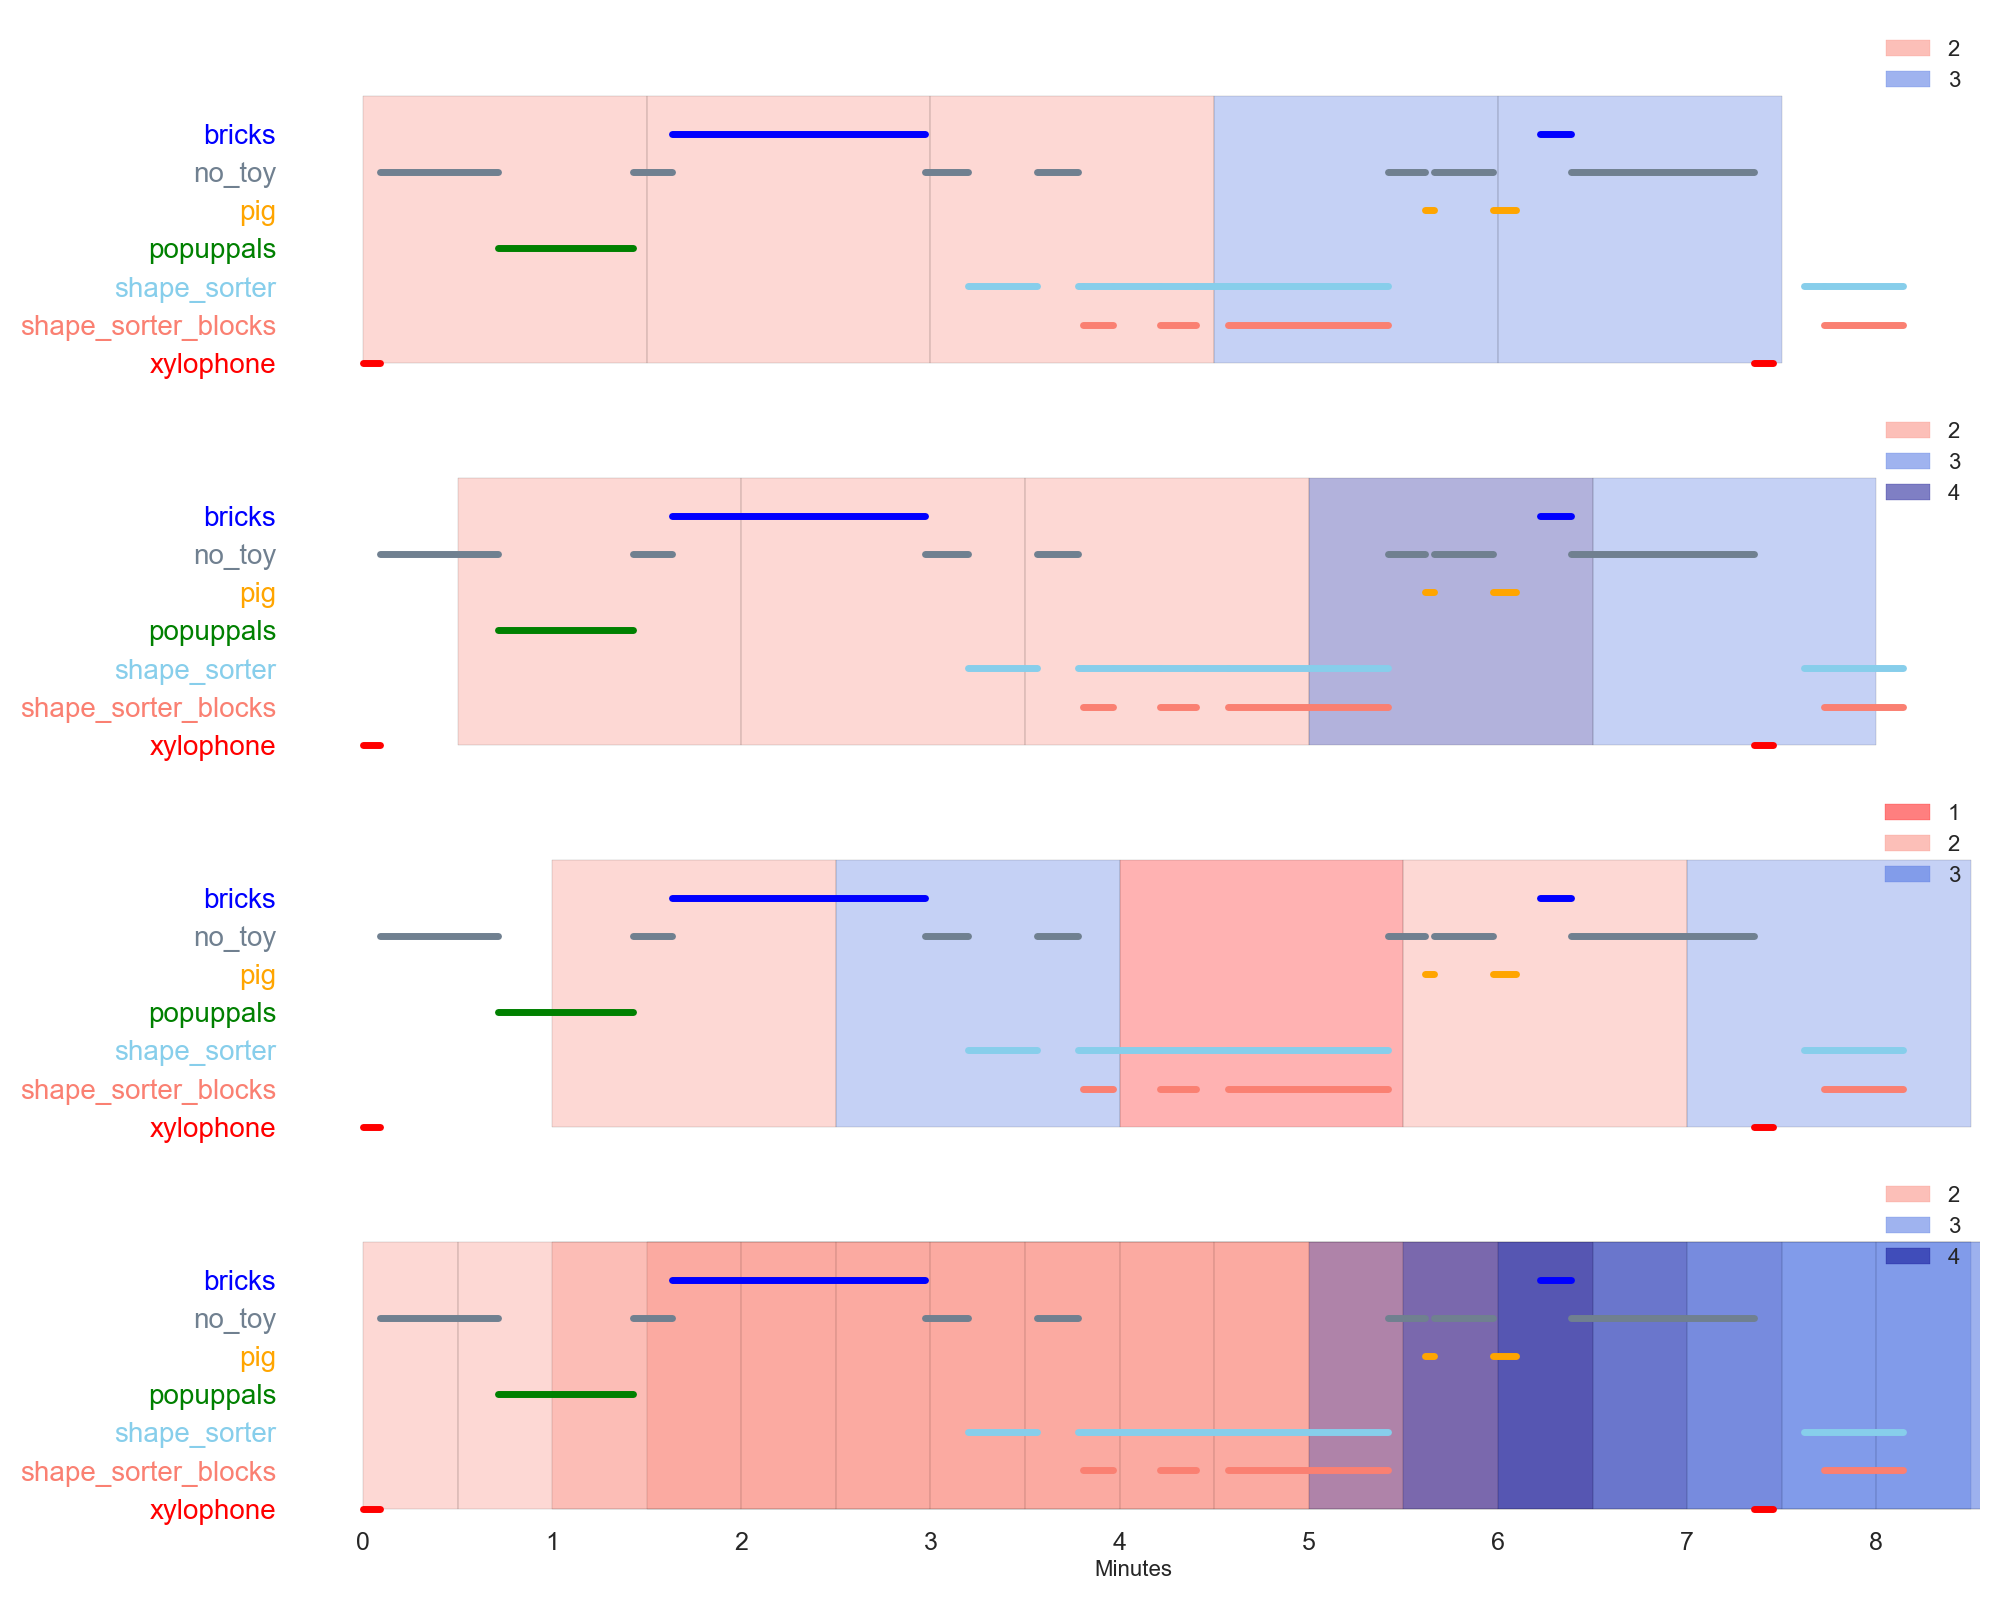 2
3
bricks
no_toy
pig
popuppals
shape_sorter
shape_sorter_blocks
xylophone
2
3
4
bricks
no_toy
pig
popuppals
shape_sorter
shape_sorter_blocks
xylophone
1
2
3
bricks
no_toy
pig
popuppals
shape_sorter
shape_sorter_blocks
xylophone
2
3
4
bricks
no_toy
pig
popuppals
shape_sorter
shape_sorter_blocks
xylophone
0 1 2 3 4 5 6 7 8
Minutes